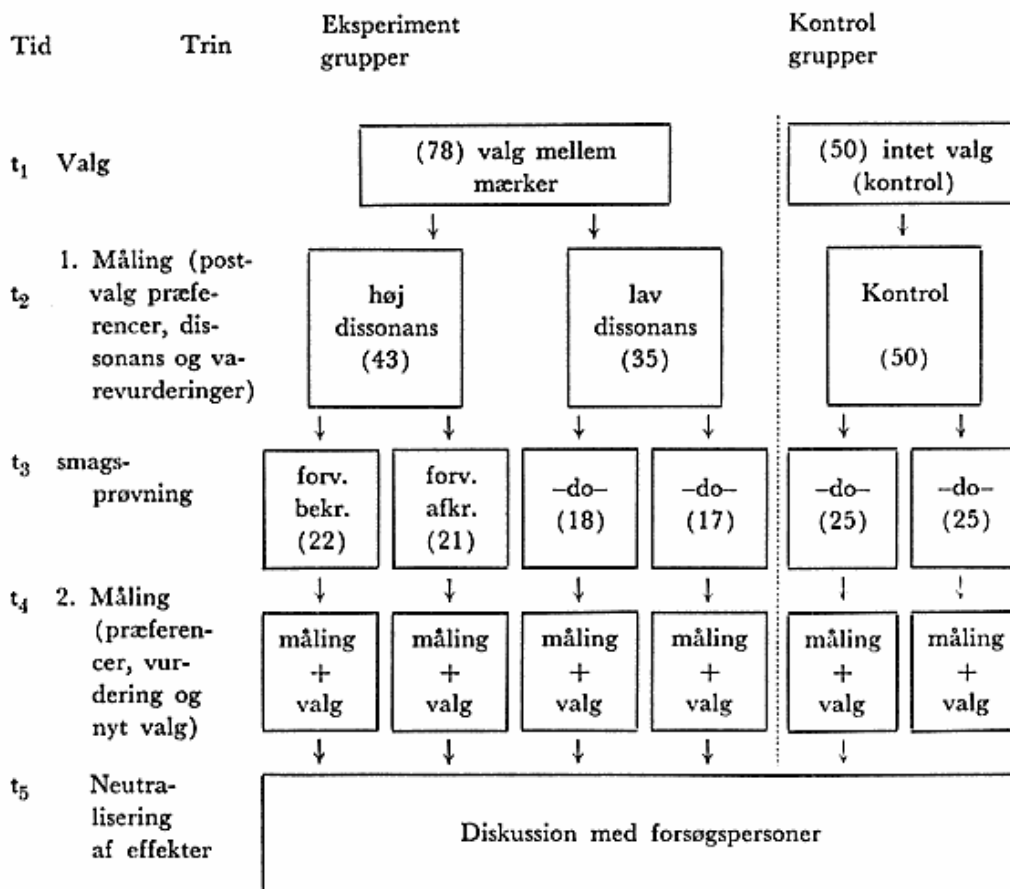 Eksperiment
grupper
Kontrol
grupper
Tid Trin
t1 Valg
(78) valg mellem
mærker
(50) intet valg
(kontrol)
↓ ↓ ↓
t2
1. Måling (post-
valg præfe-
rencer, dis-
sonans og va-
revurderinger)
høj
dissonans
(43)
lav
dissonans
(35)
Kontrol
(50)
↓ ↓ ↓ ↓ ↓ ↓
t3 smags-
prøvning
forv.
bekr.
(22)
forv.
afkr.
(21)
–do–
(18)
–do–
(17)
–do–
(25)
–do–
(25)
↓ ↓ ↓ ↓ ↓ ↓
t4 2. Måling
(præferen-
cer, vur-
dering og
nyt valg)
måling
+
valg
måling
+
valg
måling
+
valg
måling
+
valg
måling
+
valg
måling
+
valg
↓ ↓ ↓ ↓ ↓
t5 Neutra-
lisering
af effekter
Diskussion med forsøgspersoner